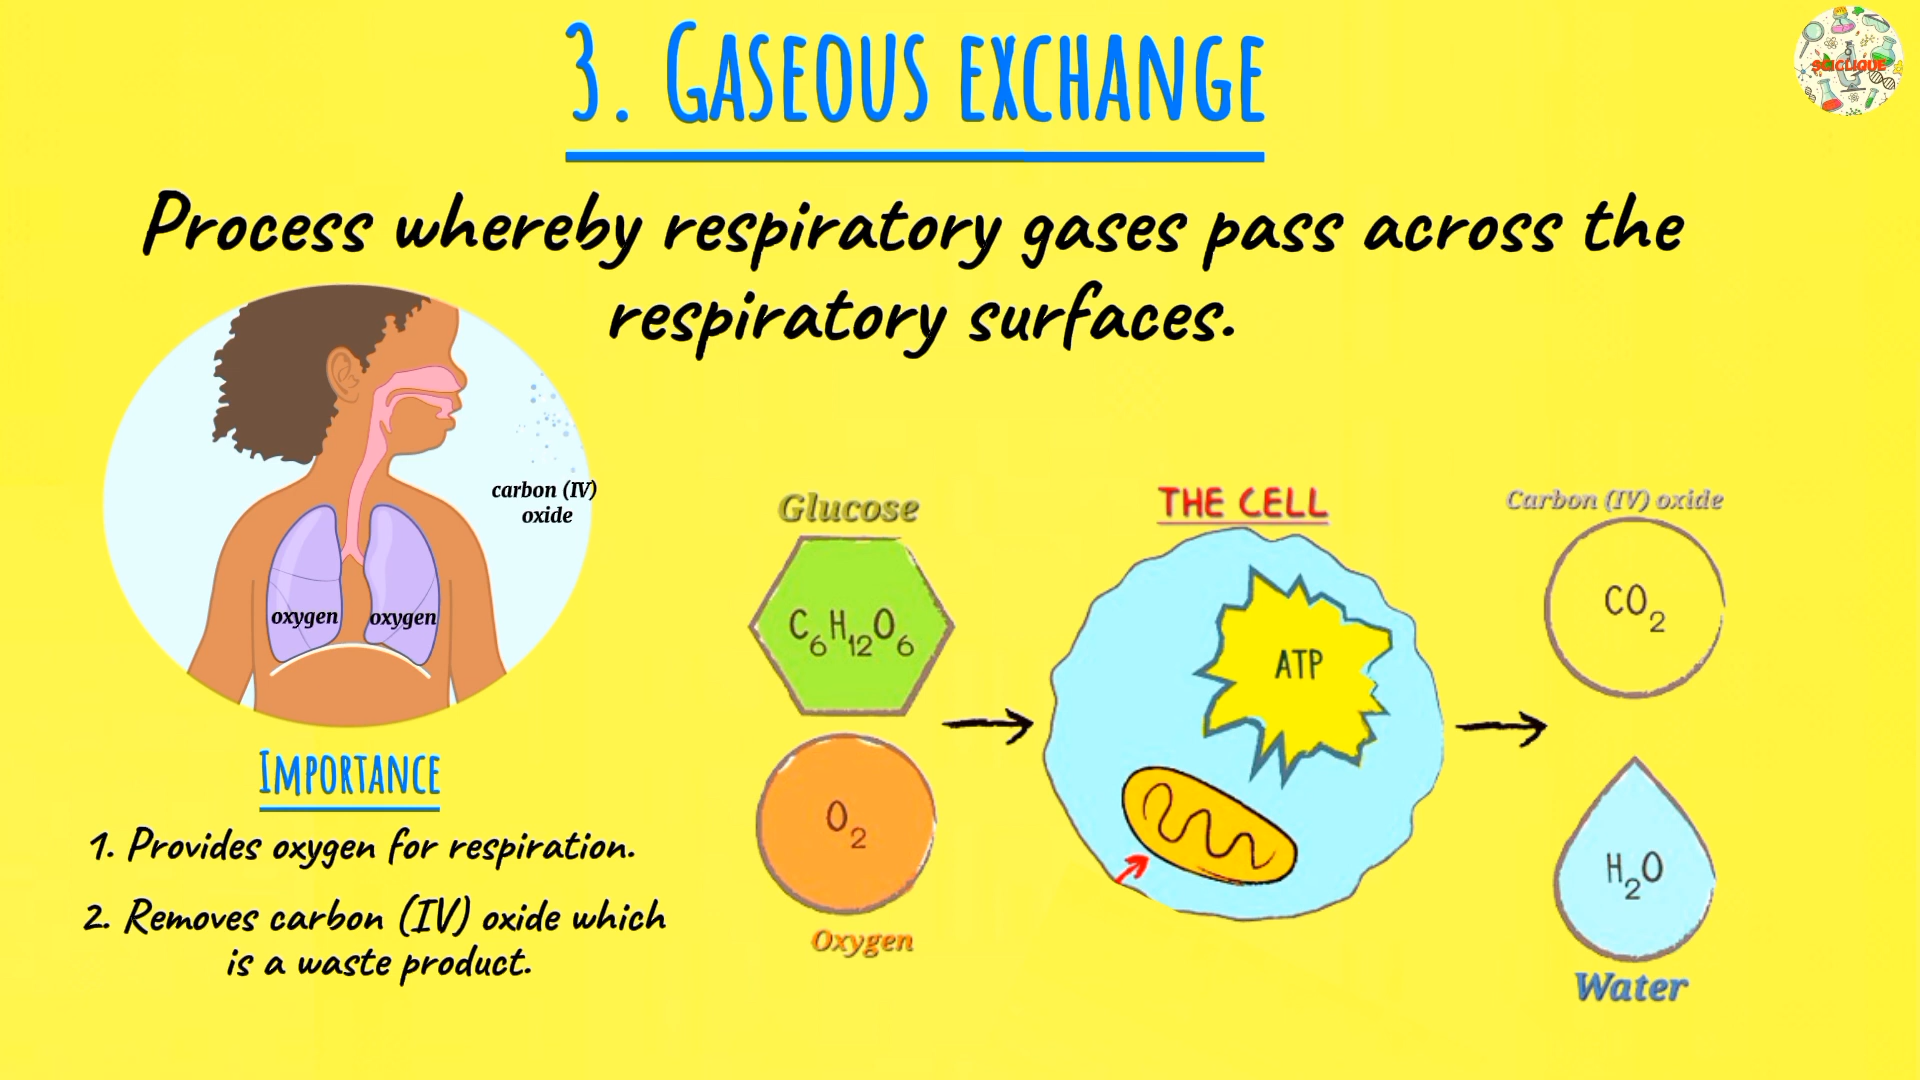 3. GASEOUS EXCHANGE
SCICLIQUE
Process whereby respiratory gases pass across the
respiratory surfaces.
carbon (IV)
oxide
oxygen oxygen
IMPORTANCE
1. Provides oxygen for respiration.
2. Removes carbon (IV) oxide which
is a waste product.
Glucose
C6H12O6
O2
Oxygen
THE CELL
ATP
Carbon (IV) oxide
CO2
H2O
Water